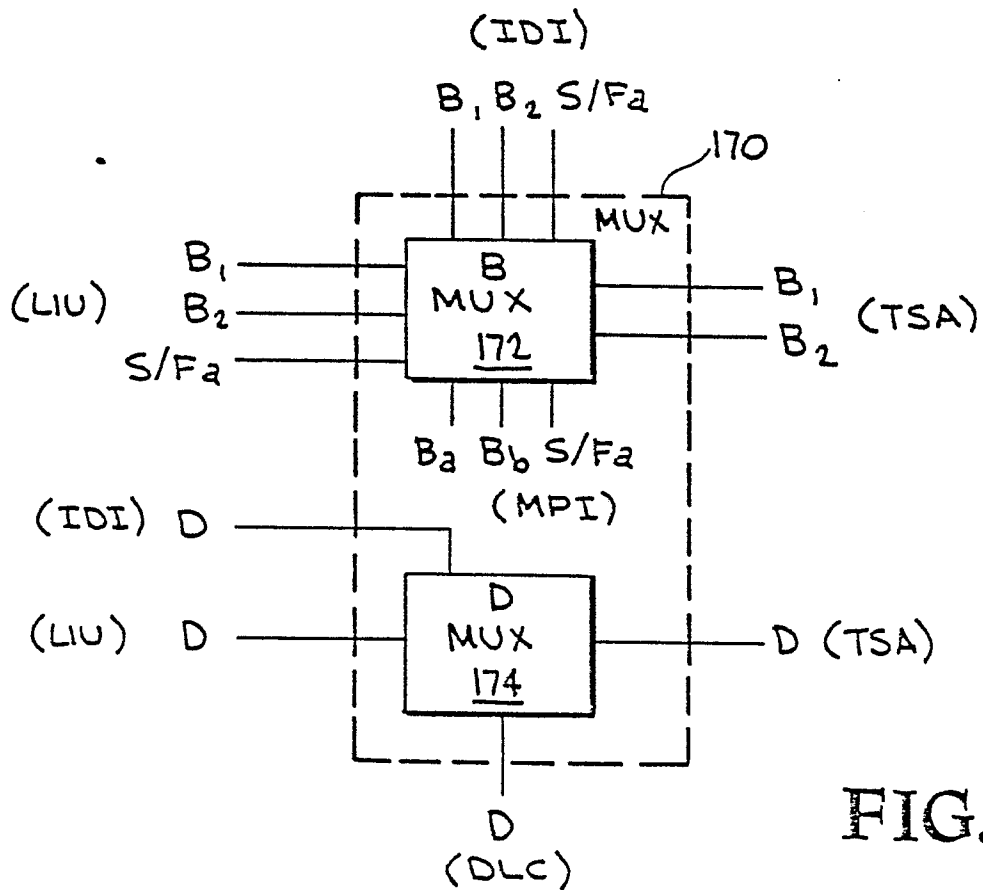 (IDI)
B₁ B₂ S/Fa
170
MUX
B₁
B
MUX
172
B₁
(LIU)
B₂
(TSA)
B₂
S/Fa
Ba Bb S/Fa
(MPI)
(IDI) D
D
MUX
174
(LIU) D
D (TSA)
D
(DLC)
FIG.